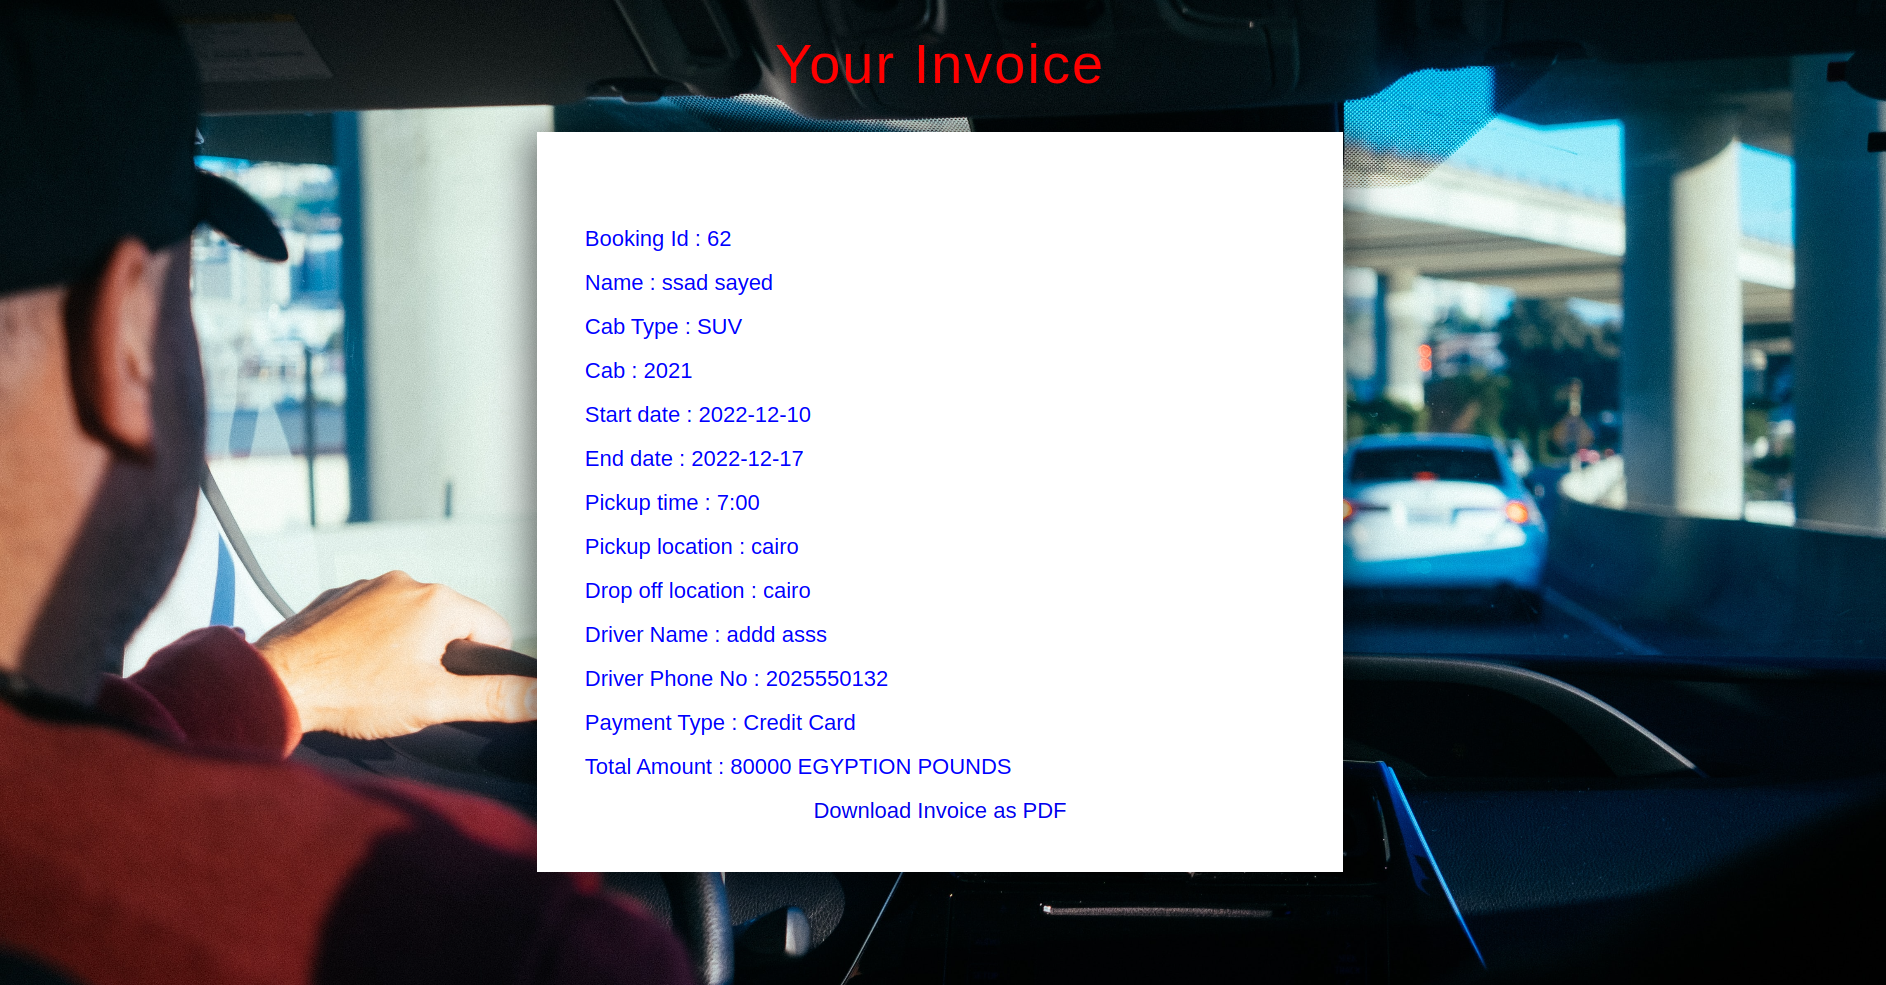 Your Invoice
Booking Id : 62
Name : ssad sayed
Cab Type : SUV
Cab : 2021
Start date : 2022-12-10
End date : 2022-12-17
Pickup time : 7:00
Pickup location : cairo
Drop off location : cairo
Driver Name : addd asss
Driver Phone No : 2025550132
Payment Type : Credit Card
Total Amount : 80000 EGYPTION POUNDS
Download Invoice as PDF